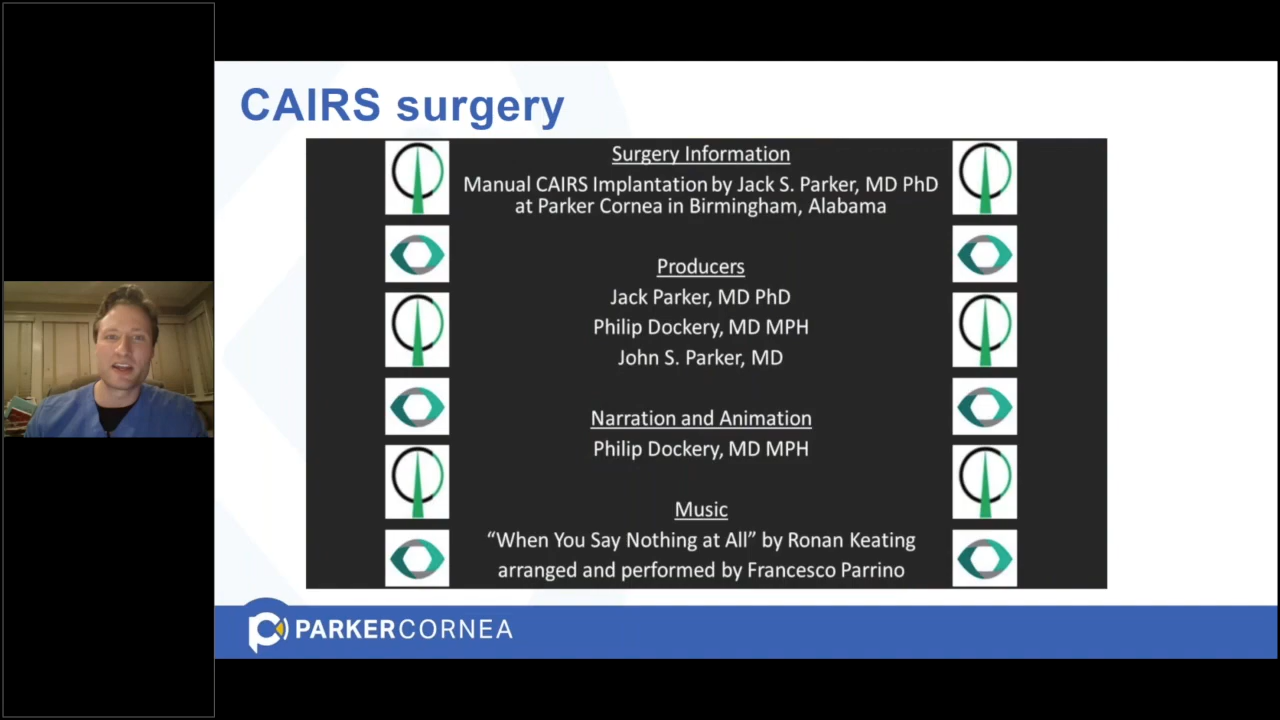 CAIRS surgery
Surgery Information
Manual CAIRS Implantation by Jack S. Parker, MD PhD
at Parker Cornea in Birmingham, Alabama
Producers
Jack Parker, MD PhD
Philip Dockery, MD MPH
John S. Parker, MD
Narration and Animation
Philip Dockery, MD MPH
Music
“When You Say Nothing at All” by Ronan Keating
arranged and performed by Francesco Parrino
PARKERCORNEA